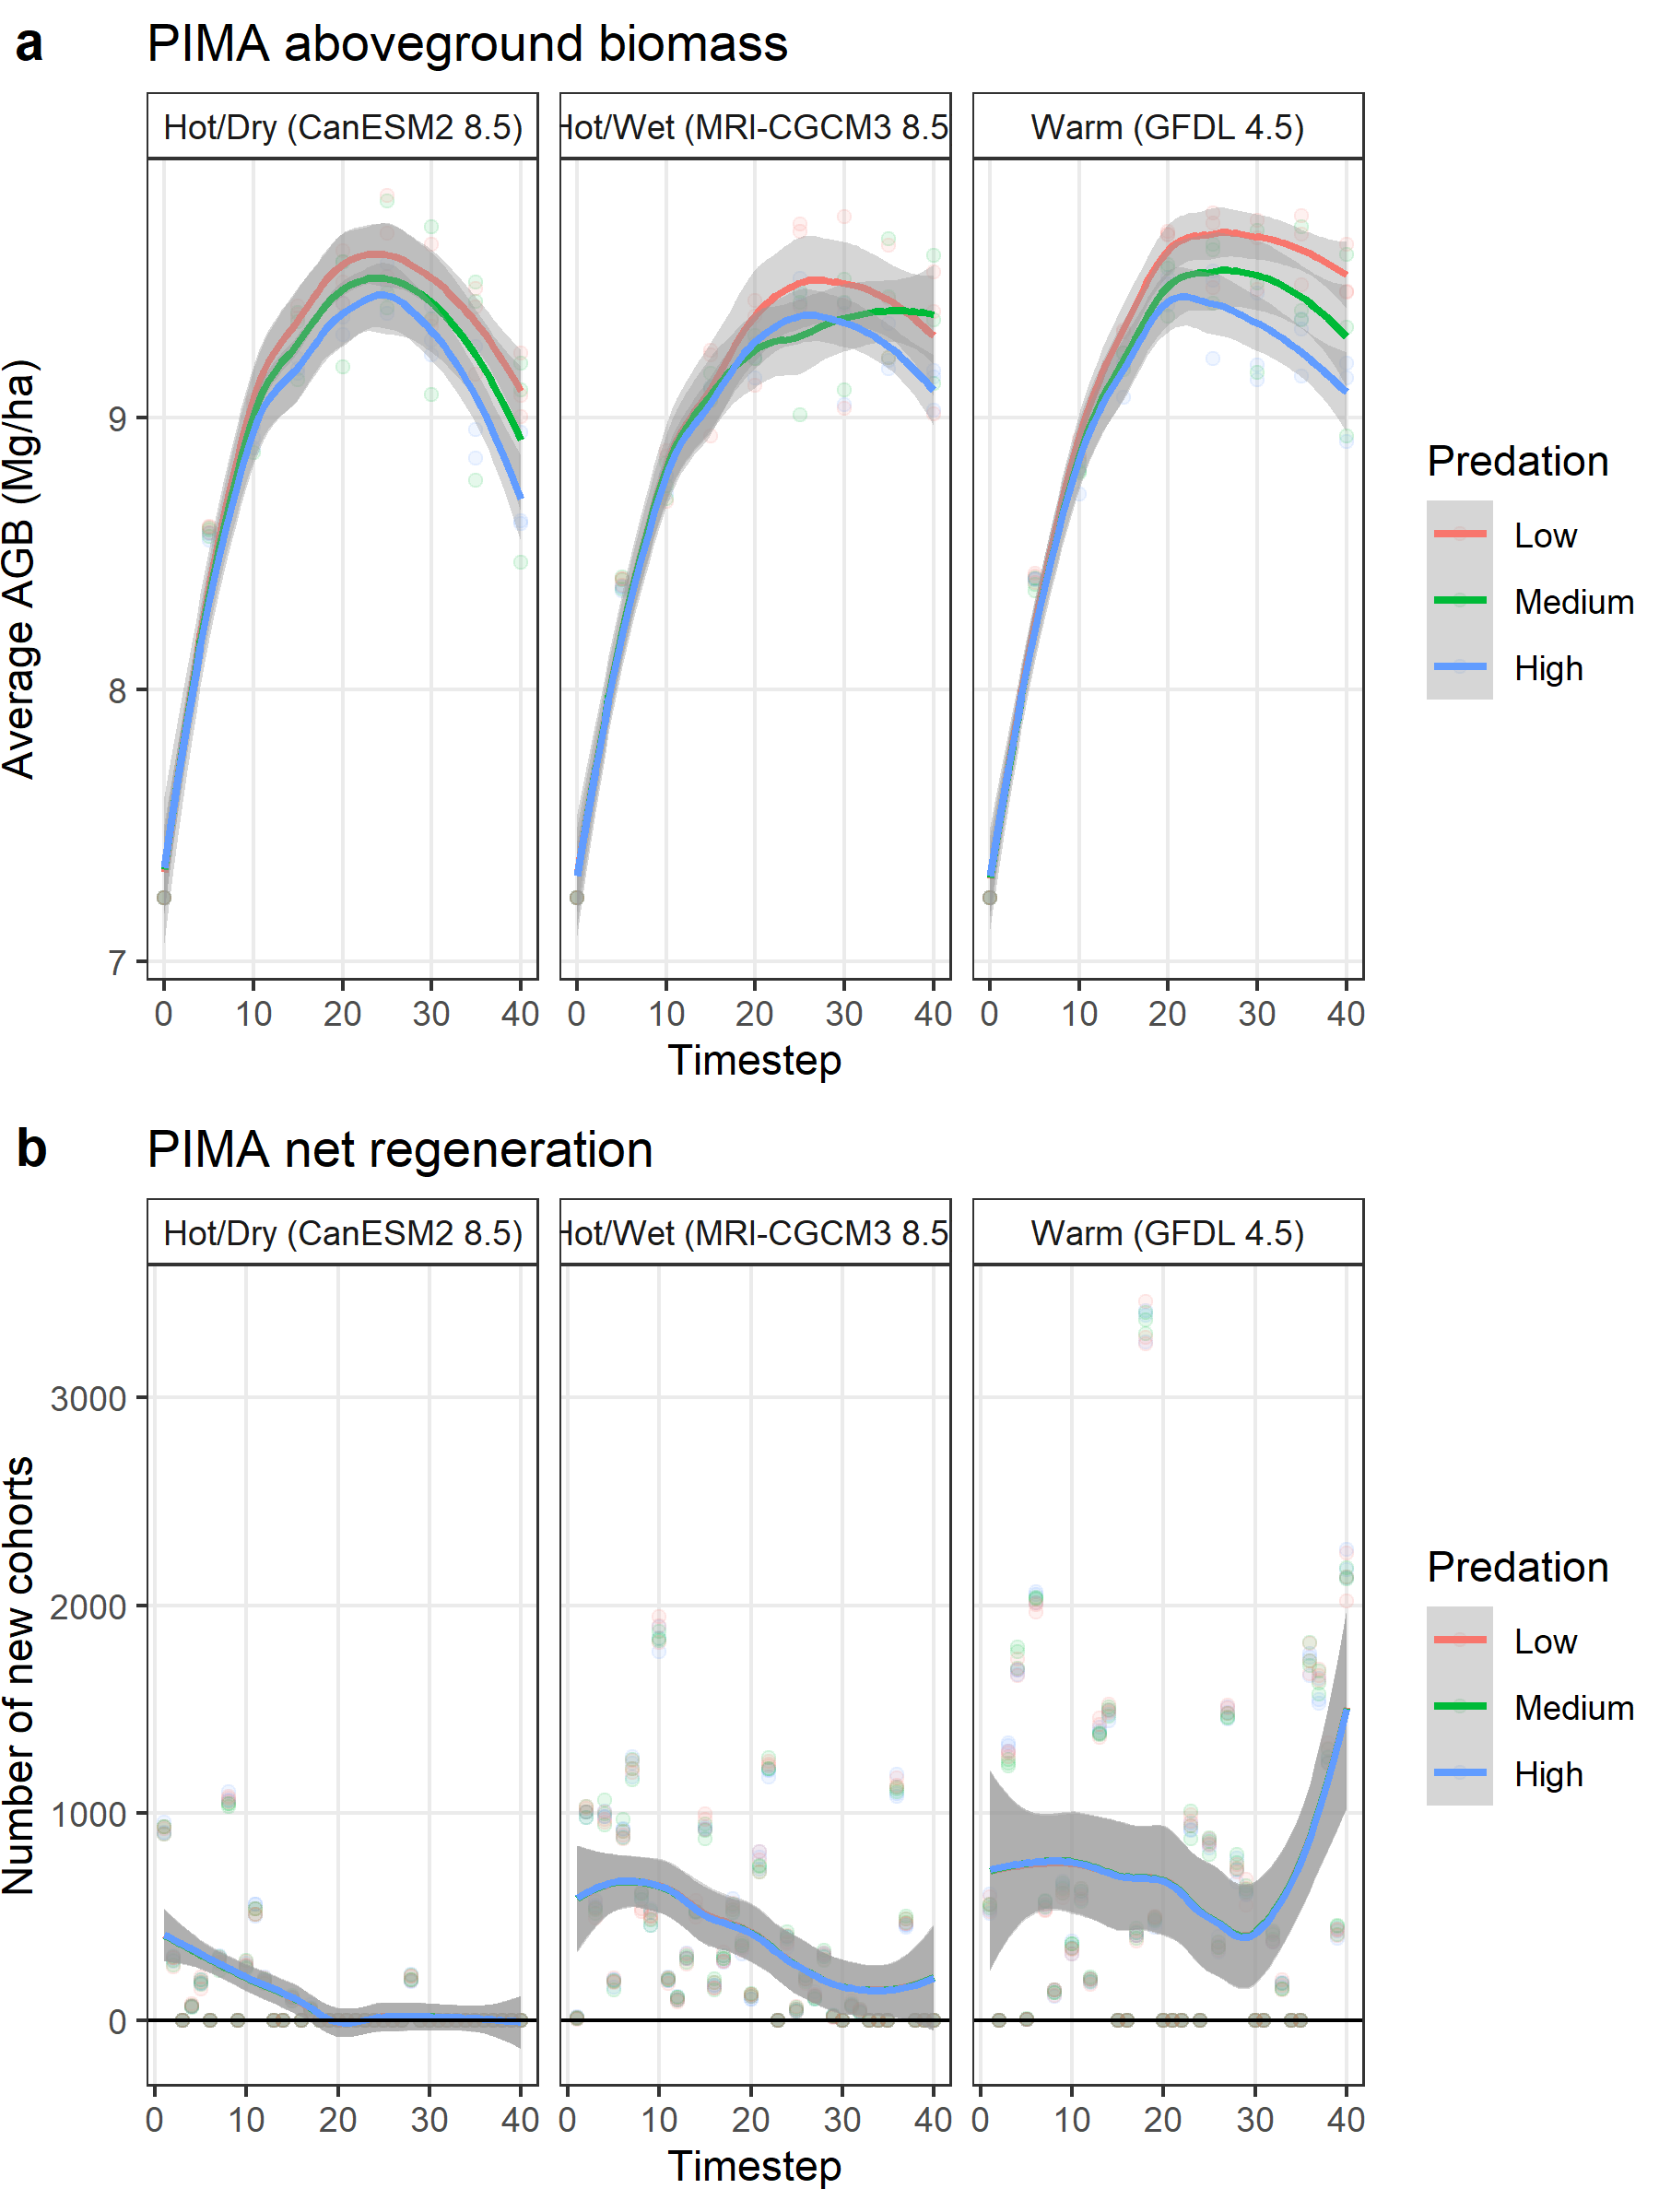 a PIMA aboveground biomass
Hot/Dry (CanESM2 8.5) Hot/Wet (MRI-CGCM3 8.5 Warm (GFDL 4.5)
Average AGB (Mg/ha)
9
8
7
0 10 20 30 40 0 10 20 30 40 0 10 20 30 40
Timestep
Predation
Low
Medium
High
b PIMA net regeneration
Hot/Dry (CanESM2 8.5) Hot/Wet (MRI-CGCM3 8.5 Warm (GFDL 4.5)
Number of new cohorts
3000
2000
1000
0
0 10 20 30 40 0 10 20 30 40 0 10 20 30 40
Timestep
Predation
Low
Medium
High